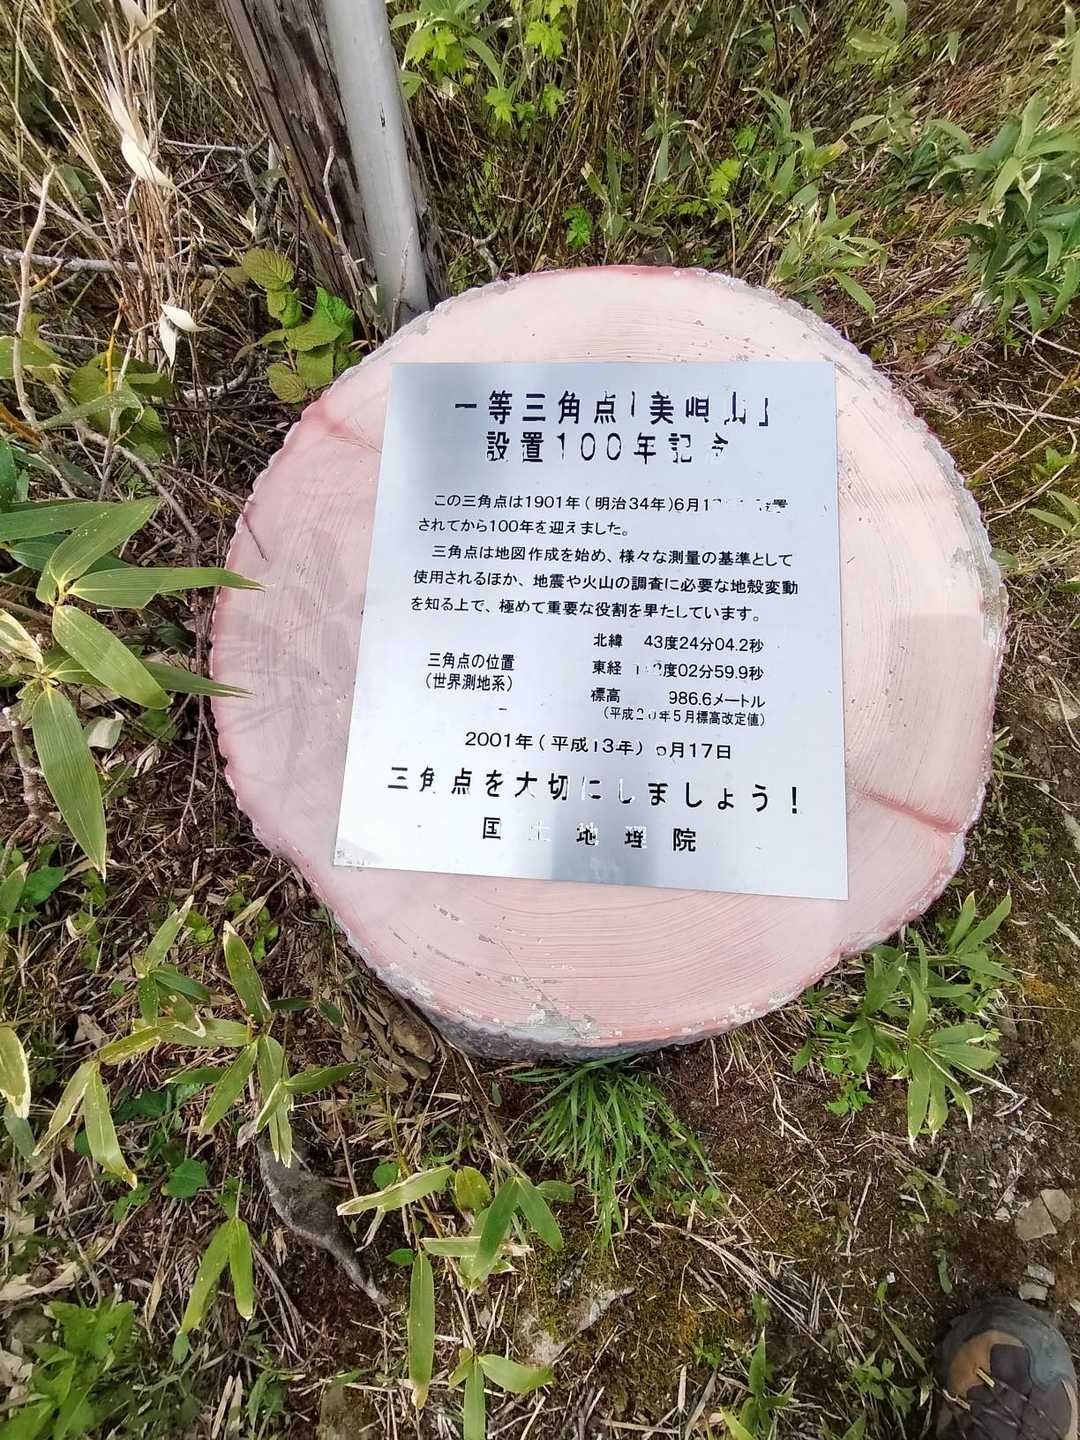 一等三角点「美唄山」
設置100年記念
この三角点は1901年(明治34年)6月
されてから100年を迎えました。
三角点は地図作成を始め、様々な測量の基準として
使用されるほか、地震や火山の調査に必要な地殻変動
を知る上で、極めて重要な役割を果たしています。
北緯 43度24分04.2秒
三角点の位置 東経 02分59.9秒
(世界測地系)
標高 986.6メートル
(平成20年5月標高改定値)
2001年(平成13年) 6月17日
三角点を大切にしましょう!
国土地理院